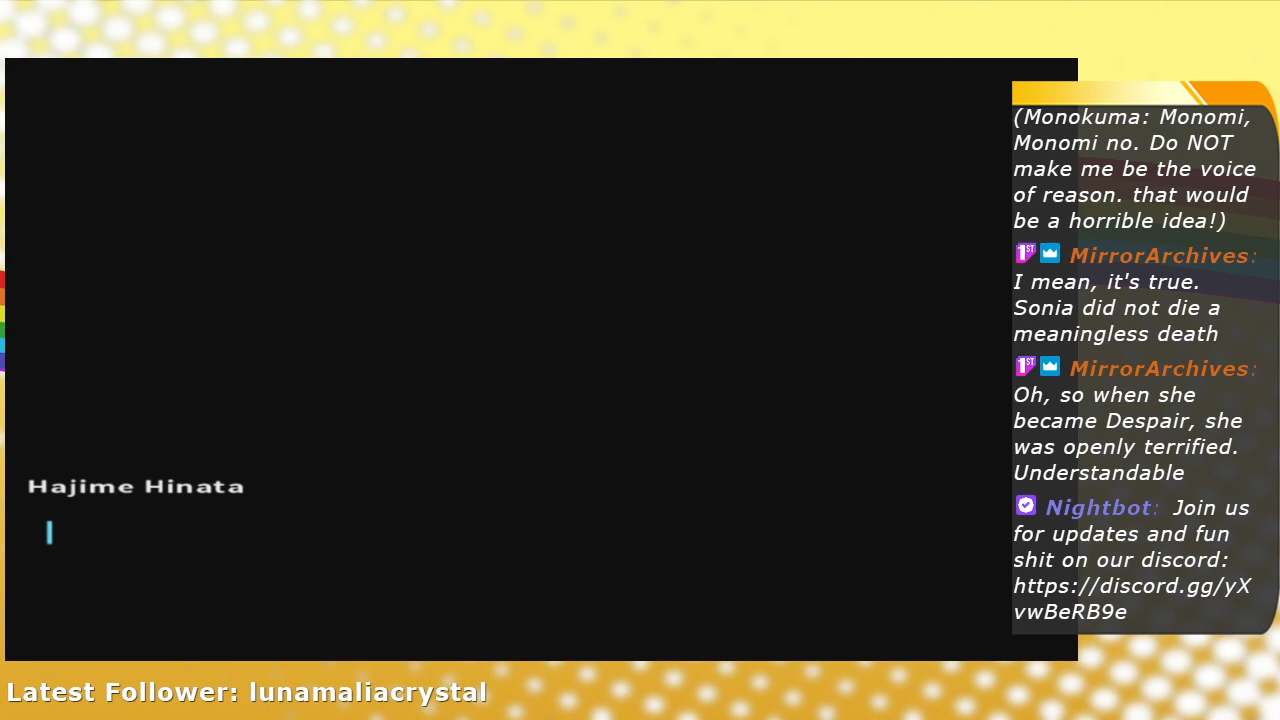 Hajime Hinata
(Monokuma: Monomi,
Monomi no. Do NOT
make me be the voice
of reason. that would
be a horrible idea!)
1ST MirrorArchives:
I mean, it's true.
Sonia did not die a
meaningless death
1ST MirrorArchives:
Oh, so when she
became Despair, she
was openly terrified.
Understandable
Nightbot: Join us
for updates and fun
shit on our discord:
https://discord.gg/yX
vwBeRB9e
Latest Follower: lunamaliacrystal